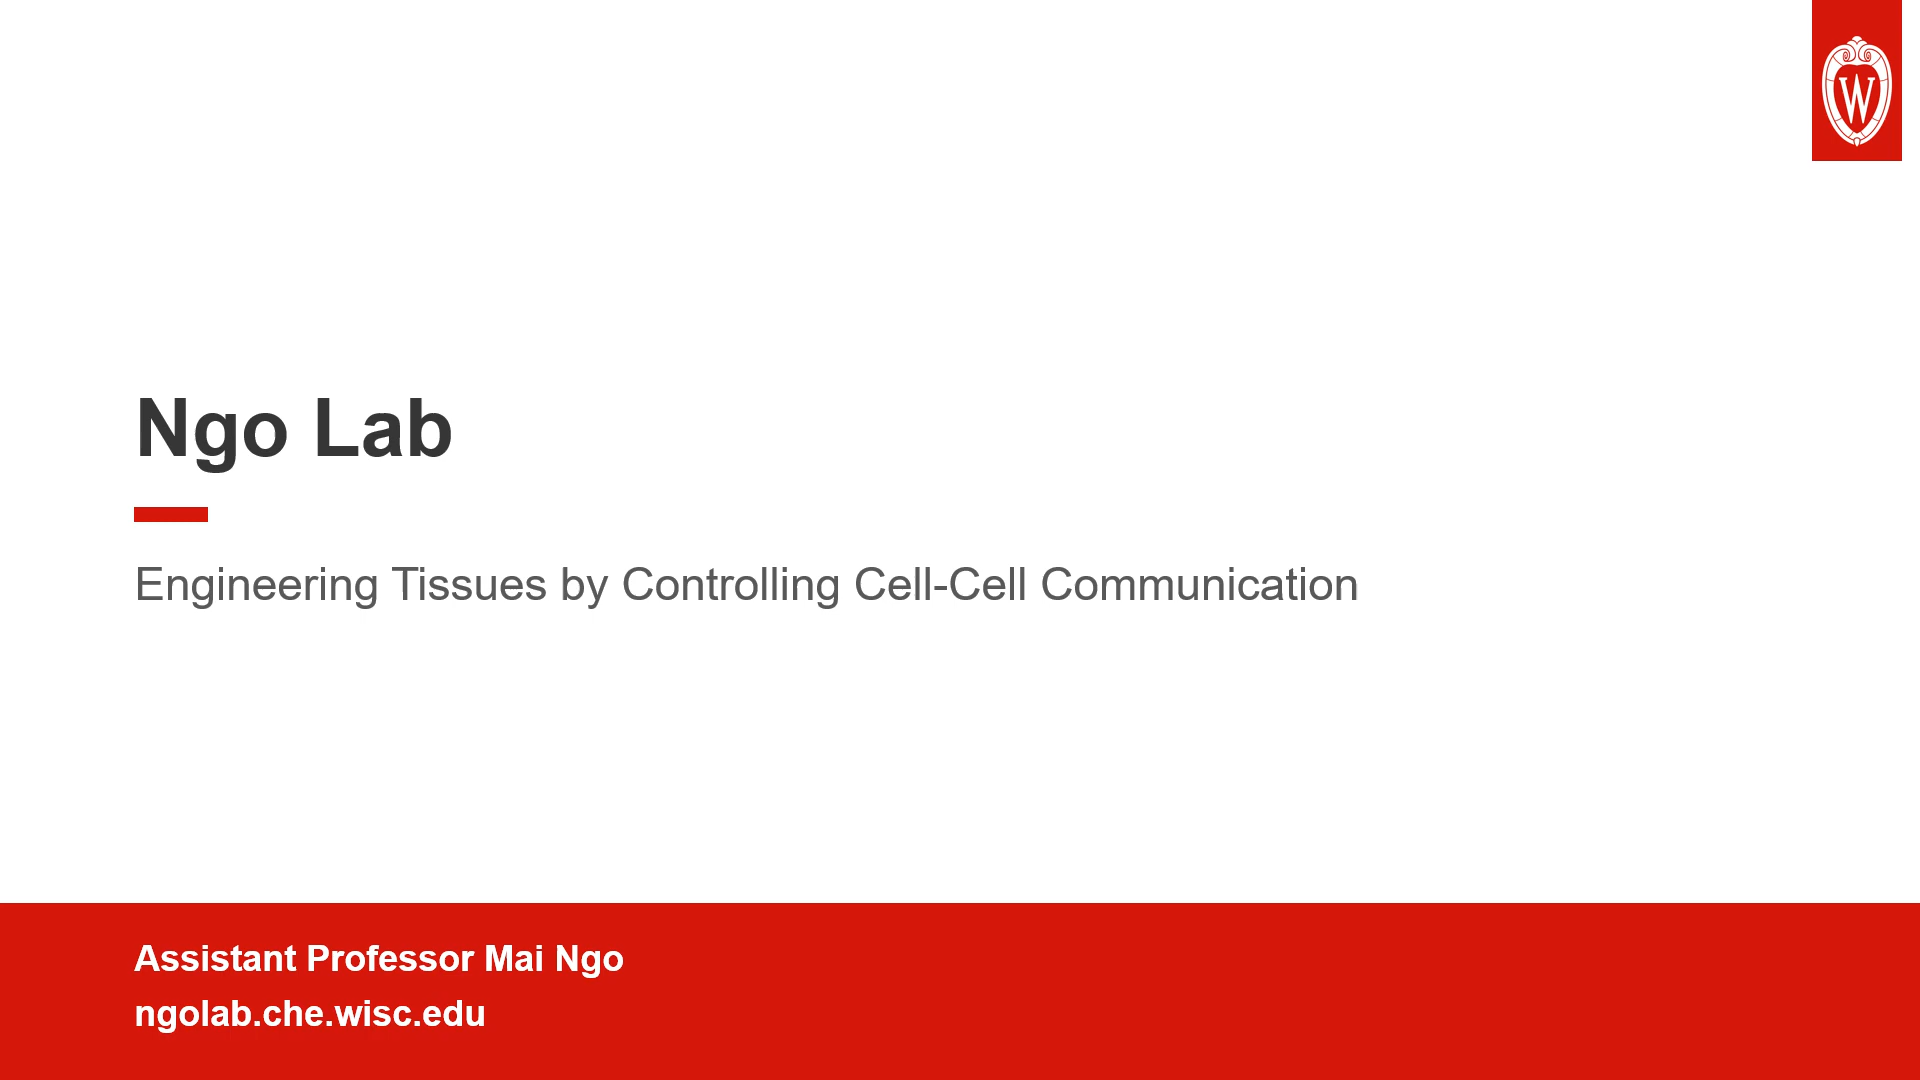 W
Ngo Lab
Engineering Tissues by Controlling Cell-Cell Communication
Assistant Professor Mai Ngo
ngolab.che.wisc.edu